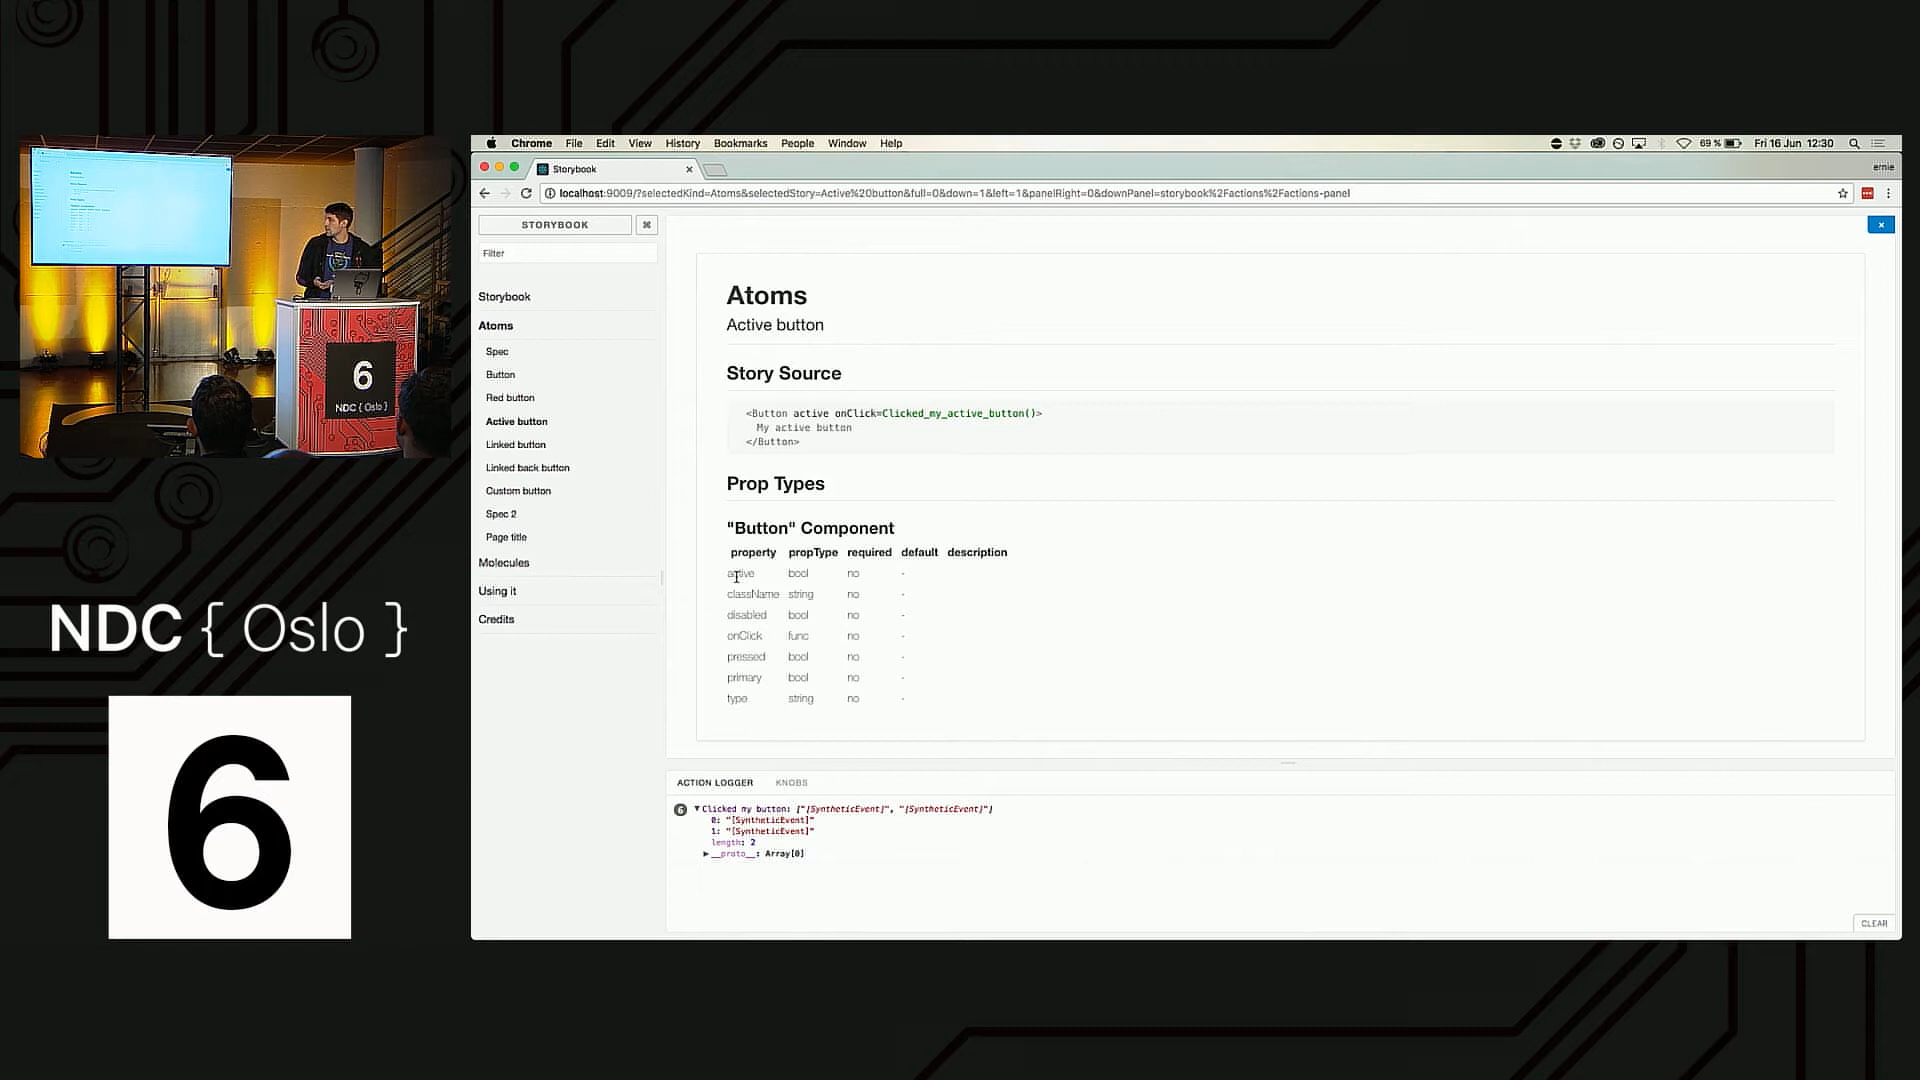 Chrome File Edit View History Bookmarks People Window Help
69 % Fri 16 Jun 12:30
Storybook
ernie
localhost:9009/?selectedKind=Atoms&selectedStory=Active%20button&full=0&down=1&left=1&panelRight=0&downPanel=storybook%2Factions%2Factions-panel
STORYBOOK ⌘
Filter
Storybook
Atoms
Spec
Button
Red button
Active button
Linked button
Linked back button
Custom button
Spec 2
Page title
Molecules
Using it
Credits
×
Atoms
Active button
Story Source
<Button active onClick=Clicked_my_active_button()>
My active button
</Button>
Prop Types
"Button" Component
property propType required default description
active bool no -
className string no -
disabled bool no -
onClick func no -
pressed bool no -
primary bool no -
type string no -
ACTION LOGGER KNOBS
6 ▼Clicked my button: ["[SyntheticEvent]", "[SyntheticEvent]"]
0: "[SyntheticEvent]"
1: "[SyntheticEvent]"
length: 2
▶__proto__: Array[0]
CLEAR
6
NDC { Oslo }
NDC { Oslo }
6